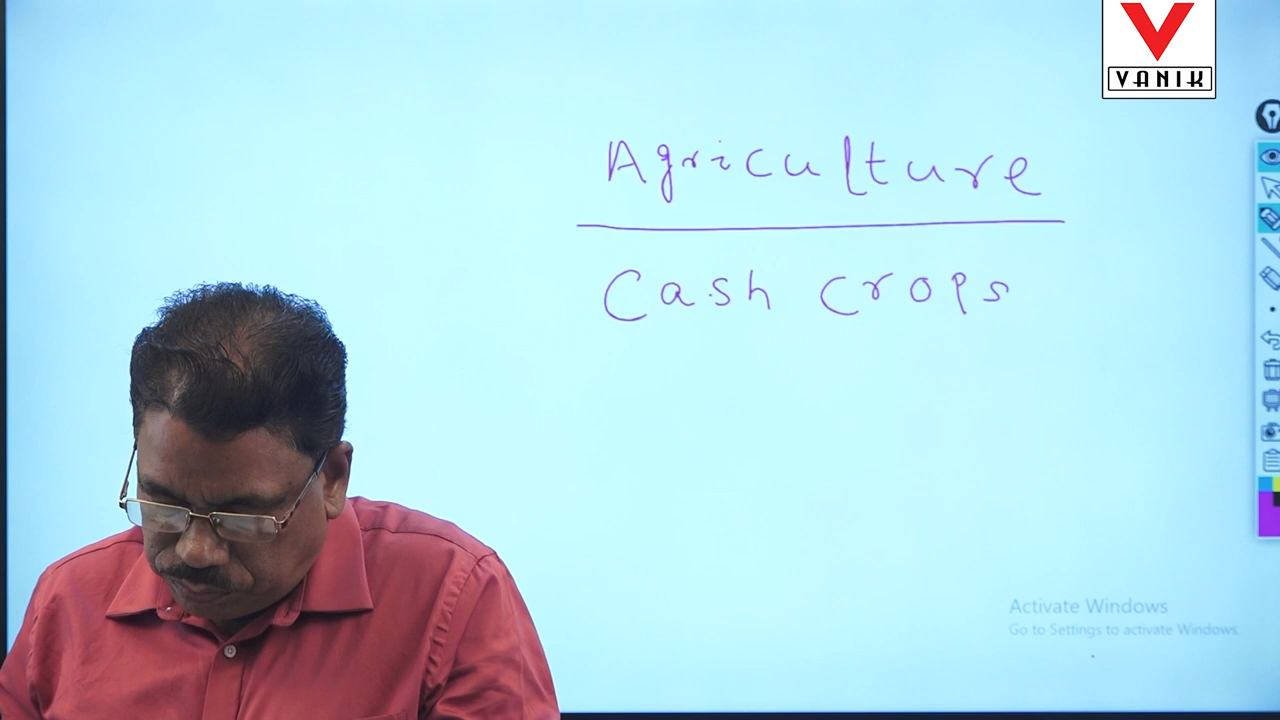 VANIK
Agriculture
Cash crops
Activate Windows
Go to Settings to activate Windows.